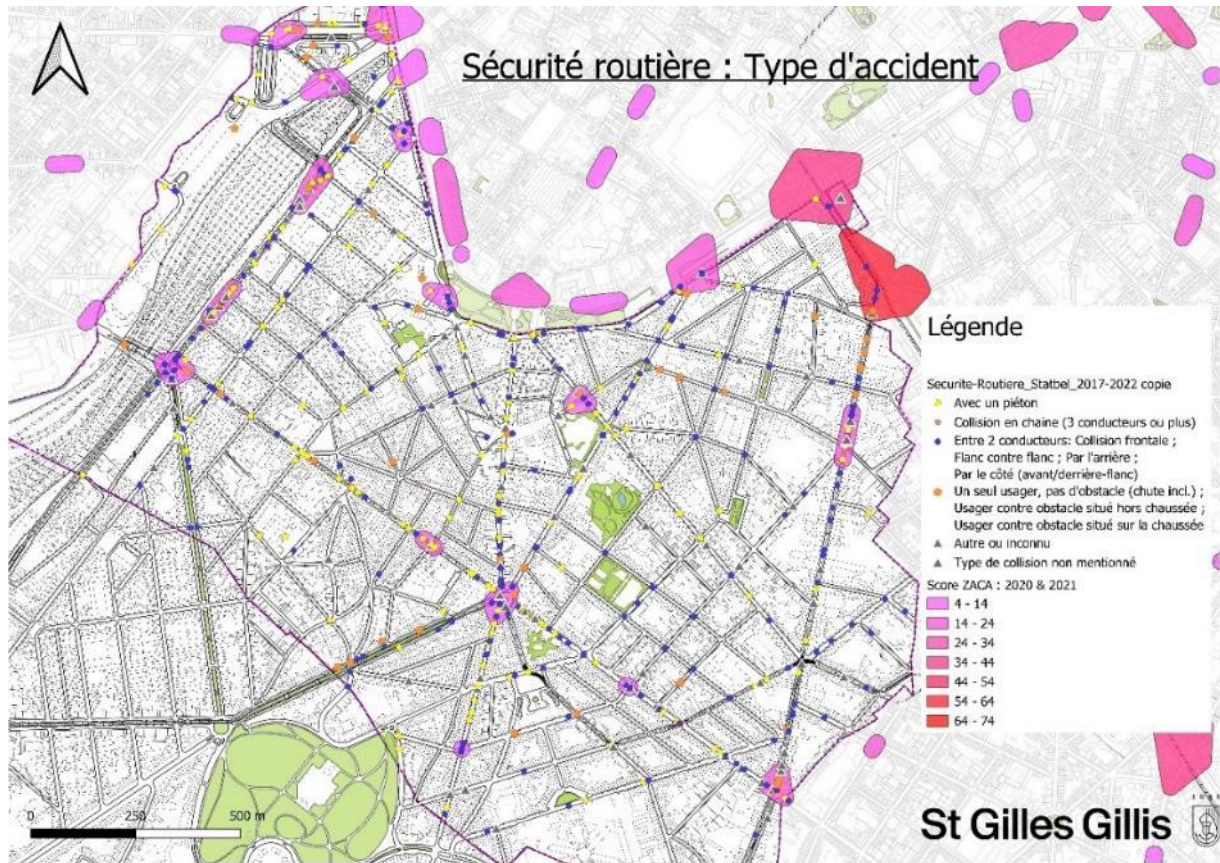 Sécurité routière : Type d'accident
Légende
Securite-Routiere_Statbel_2017-2022 copie
Avec un piéton
Collision en chaine (3 conducteurs ou plus)
Entre 2 conducteurs: Collision frontale ;
Flanc contre flanc ; Par l'arrière ;
Par le côté (avant/derrière-flanc)
Un seul usager, pas d'obstacle (chute incl.) ;
Usager contre obstacle situé hors chaussée ;
Usager contre obstacle situé sur la chaussée
Autre ou inconnu
Type de collision non mentionné
Score ZACA : 2020 & 2021
4 - 14
14 - 24
24 - 34
34 - 44
44 - 54
54 - 64
64 - 74
0 250 500 m
St Gilles Gillis
1060